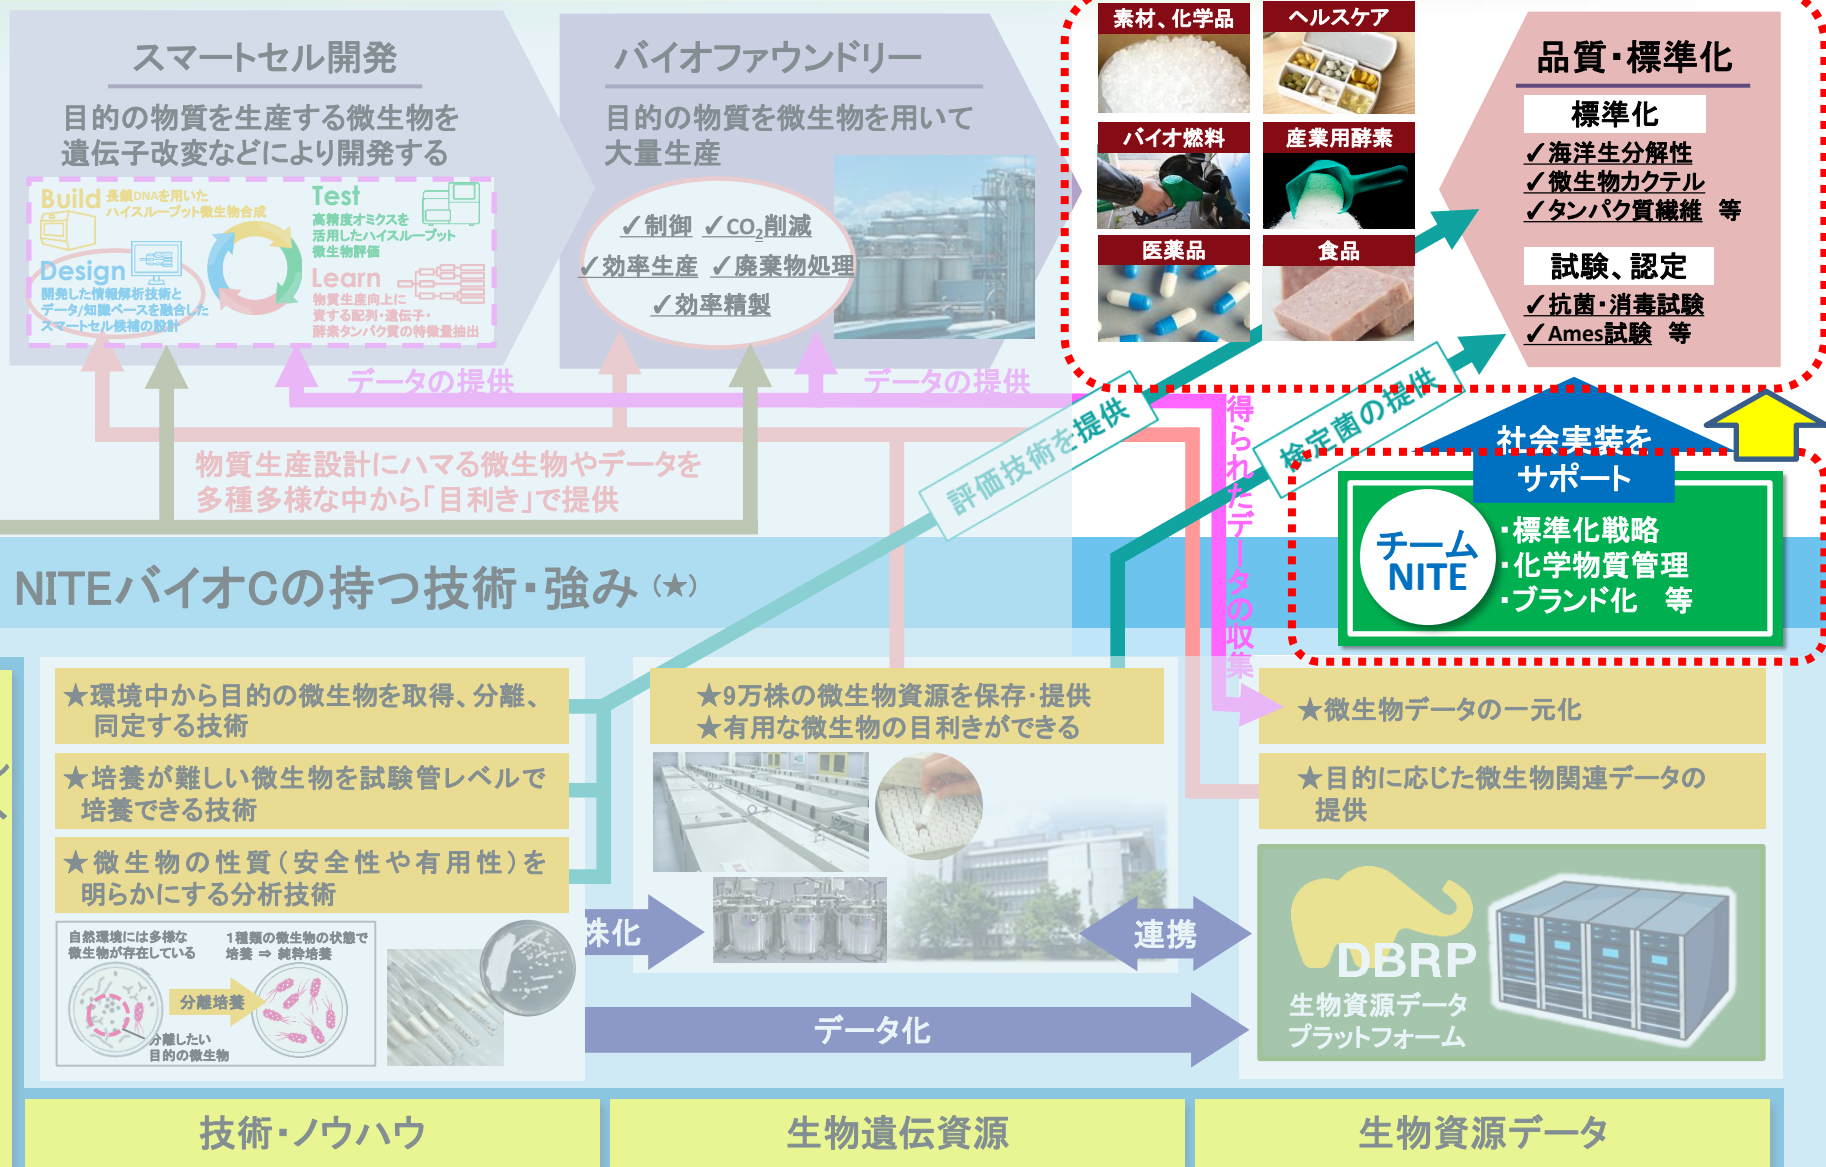 スマートセル開発
目的の物質を生産する微生物を
遺伝子改変などにより開発する
Build 長鎖DNAを用いた
ハイスループット微生物合成
Test
高精度オミクスを
活用したハイスループット
微生物評価
Design
開発した情報解析技術と
データ/知識ベースを融合した
スマートセル候補の設計
Learn
物質生産向上に
資する配列・遺伝子・
酵素タンパク質の特徴量抽出
バイオファウンドリー
目的の物質を微生物を用いて
大量生産
✓制御 ✓CO2削減
✓効率生産 ✓廃棄物処理
✓効率精製
素材、化学品
ヘルスケア
バイオ燃料
産業用酵素
医薬品
食品
品質・標準化
標準化
✓海洋生分解性
✓微生物カクテル
✓タンパク質繊維 等
試験、認定
✓抗菌・消毒試験
✓Ames試験 等
データの提供
データの提供
物質生産設計にハマる微生物やデータを
多種多様な中から「目利き」で提供
評価技術を提供
検定菌の提供
得られたデータの収集
社会実装を
サポート
チーム
NITE
・標準化戦略
・化学物質管理
・ブランド化 等
NITEバイオCの持つ技術・強み（★）
★環境中から目的の微生物を取得、分離、
同定する技術
★培養が難しい微生物を試験管レベルで
培養できる技術
★微生物の性質（安全性や有用性）を
明らかにする分析技術
自然環境には多様な
微生物が存在している
1種類の微生物の状態で
培養 ⇒ 純粋培養
分離培養
分離したい
目的の微生物
★9万株の微生物資源を保存・提供
★有用な微生物の目利きができる
株化
連携
データ化
★微生物データの一元化
★目的に応じた微生物関連データの
提供
DBRP
生物資源データ
プラットフォーム
技術・ノウハウ
生物遺伝資源
生物資源データ